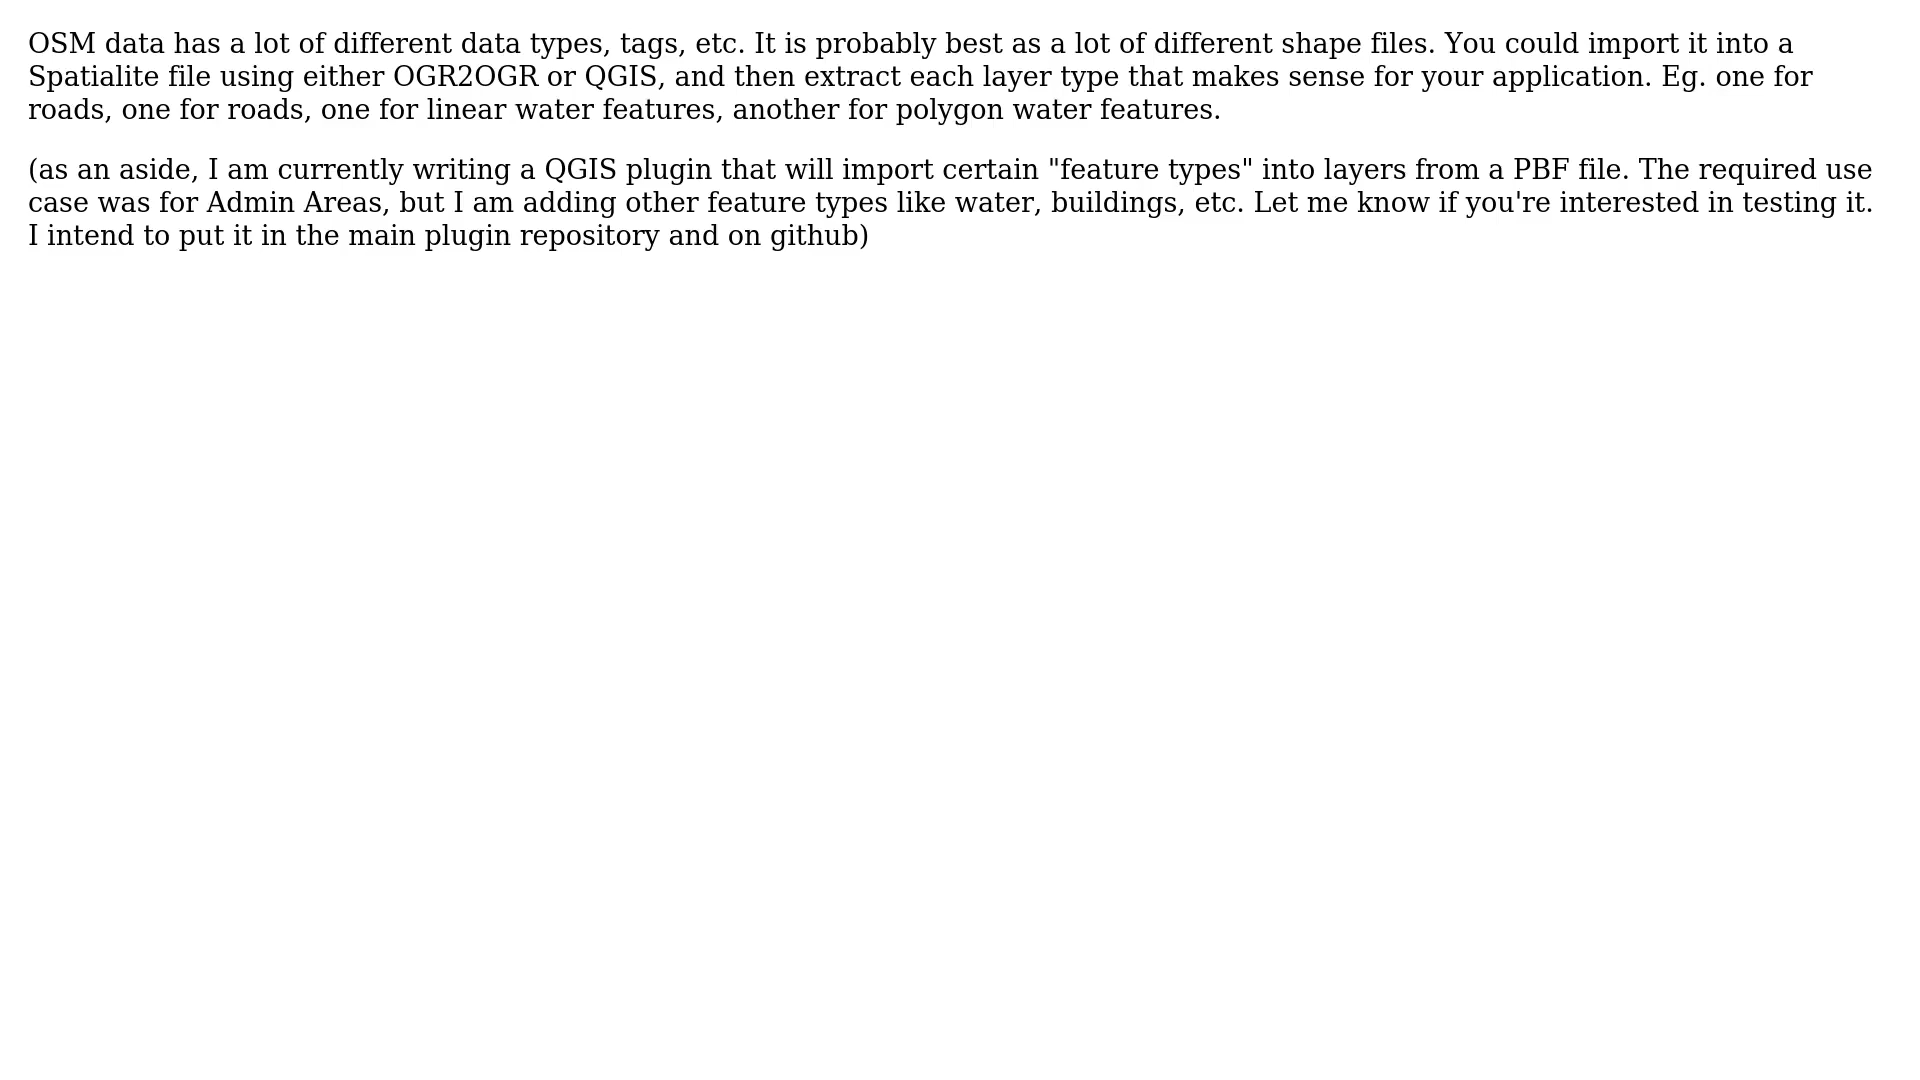 OSM data has a lot of different data types, tags, etc. It is probably best as a lot of different shape files. You could import it into a
Spatialite file using either OGR2OGR or QGIS, and then extract each layer type that makes sense for your application. Eg. one for
roads, one for roads, one for linear water features, another for polygon water features.
(as an aside, I am currently writing a QGIS plugin that will import certain "feature types" into layers from a PBF file. The required use
case was for Admin Areas, but I am adding other feature types like water, buildings, etc. Let me know if you're interested in testing it.
I intend to put it in the main plugin repository and on github)